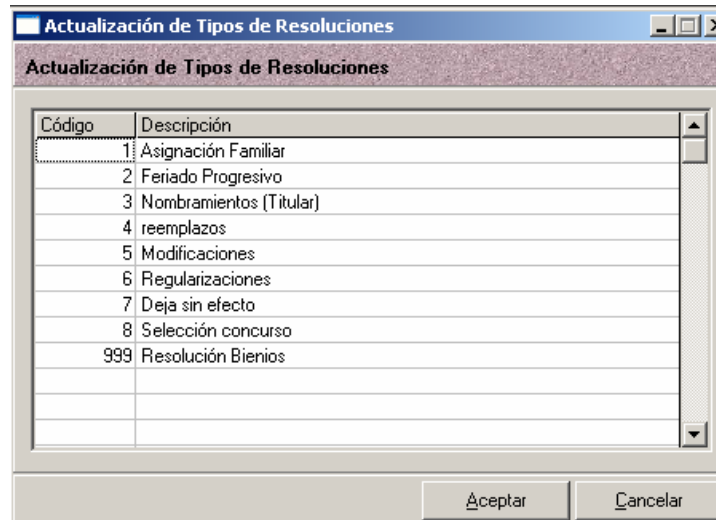 Actualización de Tipos de Resoluciones
Actualización de Tipos de Resoluciones
Código Descripción
1 Asignación Familiar
2 Feriado Progresivo
3 Nombramientos (Titular)
4 reemplazos
5 Modificaciones
6 Regularizaciones
7 Deja sin efecto
8 Selección concurso
999 Resolución Bienios
Aceptar Cancelar